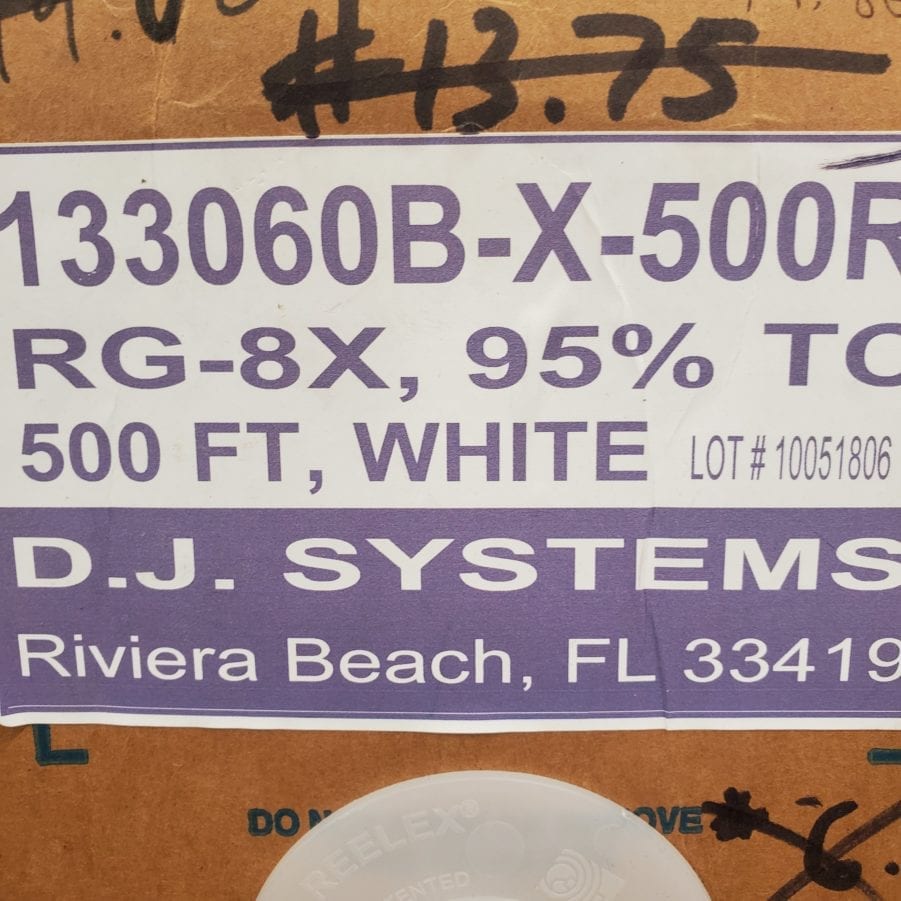 #13.75
133060B-X-500R
RG-8X, 95% TC
500 FT, WHITE LOT # 10051806
D.J. SYSTEMS
Riviera Beach, FL 33419
DO
REELEX®